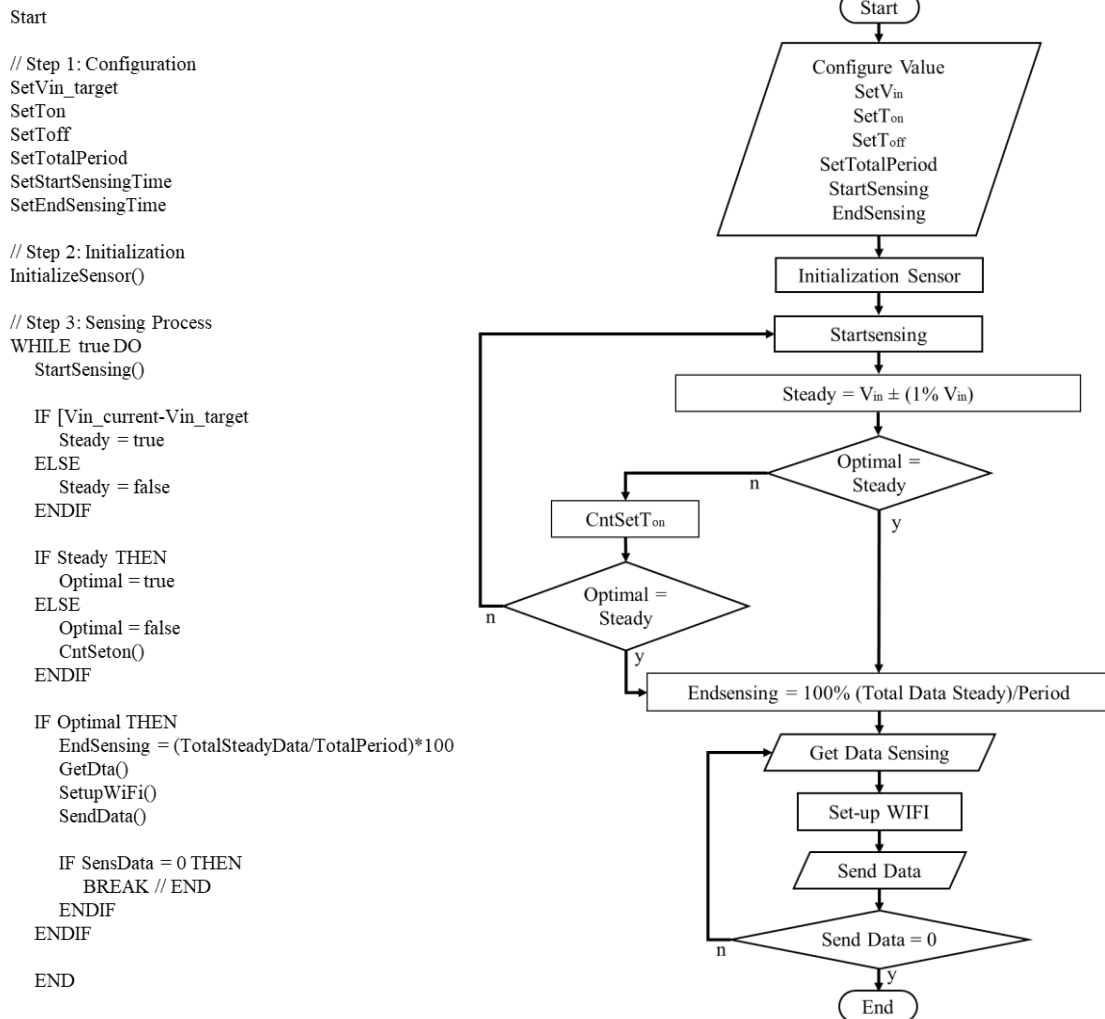 Start
// Step 1: Configuration
SetVin_target
SetTon
SetToff
SetTotalPeriod
SetStartSensingTime
SetEndSensingTime
// Step 2: Initialization
InitializeSensor()
// Step 3: Sensing Process
WHILE true DO
StartSensing()
IF [Vin_current-Vin_target
Steady = true
ELSE
Steady = false
ENDIF
IF Steady THEN
Optimal = true
ELSE
Optimal = false
CntSeton()
ENDIF
IF Optimal THEN
EndSensing = (TotalSteadyData/TotalPeriod)*100
GetDta()
SetupWiFi()
SendData()
IF SensData = 0 THEN
BREAK // END
ENDIF
ENDIF
END
Start
Configure Value
SetVin
SetTon
SetToff
SetTotalPeriod
StartSensing
EndSensing
Initialization Sensor
Startsensing
Steady = Vin ± (1% Vin)
Optimal =
Steady
n
y
CntSetTon
Optimal =
Steady
n
y
Endsensing = 100% (Total Data Steady)/Period
Get Data Sensing
Set-up WIFI
Send Data
Send Data = 0
n
y
End